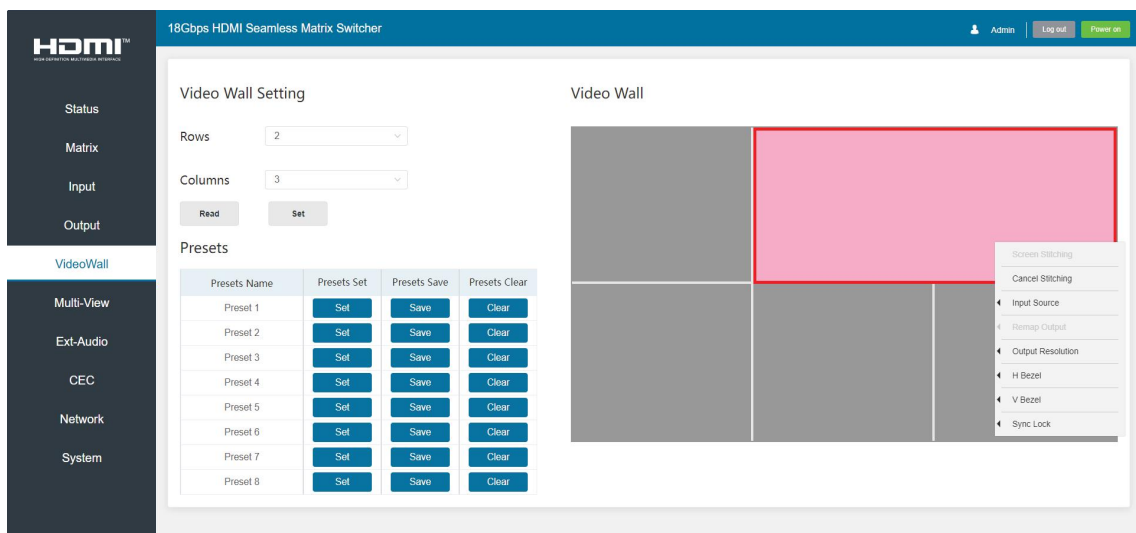 18Gbps HDMI Seamless Matrix Switcher
Admin
Log out
Power on
HDMI™
HIGH DEFINITION MULTIMEDIA INTERFACE
Status
Matrix
Input
Output
VideoWall
Multi-View
Ext-Audio
CEC
Network
System
Video Wall Setting
Rows 2
Columns 3
Read Set
Presets
Presets Name Presets Set Presets Save Presets Clear
Preset 1 Set Save Clear
Preset 2 Set Save Clear
Preset 3 Set Save Clear
Preset 4 Set Save Clear
Preset 5 Set Save Clear
Preset 6 Set Save Clear
Preset 7 Set Save Clear
Preset 8 Set Save Clear
Video Wall
Screen Stitching
Cancel Stitching
Input Source
Remap Output
Output Resolution
H Bezel
V Bezel
Sync Lock